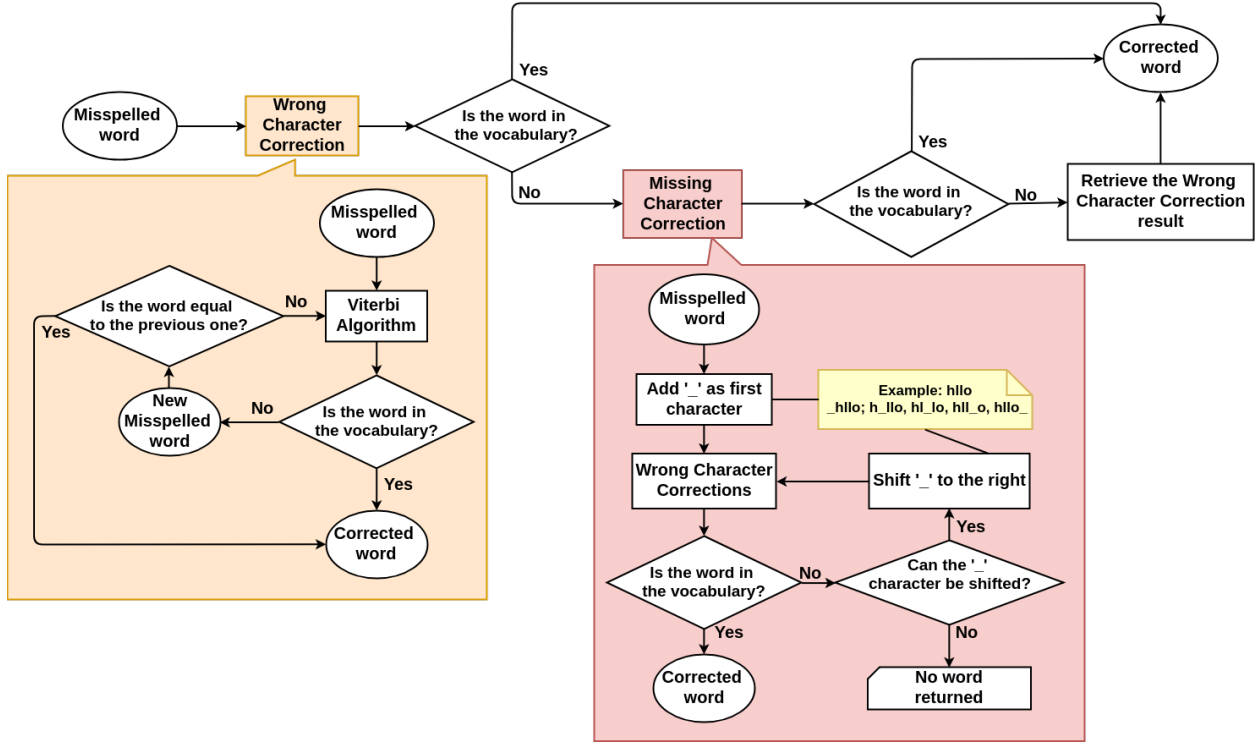 Misspelled
word
Wrong
Character
Correction
Is the word in
the vocabulary?
Yes
No
Missing
Character
Correction
Is the word in
the vocabulary?
Yes
No
Retrieve the Wrong
Character Correction
result
Corrected
word
Misspelled
word
Viterbi
Algorithm
Is the word in
the vocabulary?
No
New
Misspelled
word
Is the word equal
to the previous one?
No
Yes
Yes
Corrected
word
Misspelled
word
Add '_' as first
character
Example: hllo
_hllo; h_llo, hl_lo, hll_o, hllo_
Wrong Character
Corrections
Shift '_' to the right
Is the word in
the vocabulary?
No
Can the '_'
character be shifted?
Yes
Yes
No
Corrected
word
No word
returned